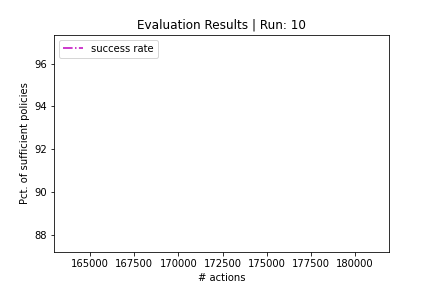 Evaluation Results | Run: 10
success rate
96
94
92
90
88
Pct. of sufficient policies
165000 167500 170000 172500 175000 177500 180000
# actions